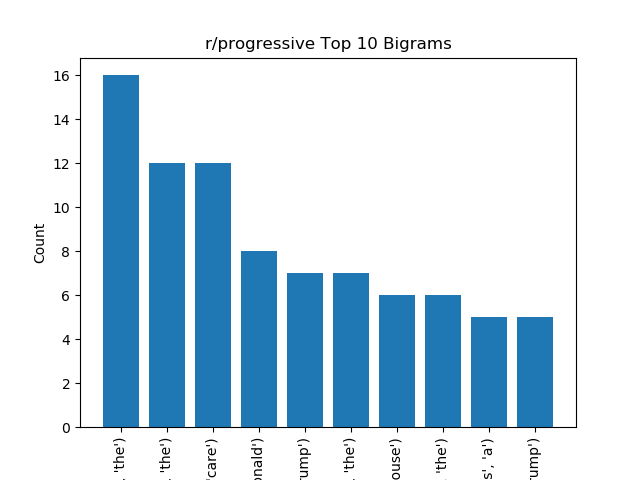 r/progressive Top 10 Bigrams
16
14
12
10
8
6
4
2
0
Count
, 'the')
, 'the')
'care')
onald')
rump')
, 'the')
ouse')
, 'the')
s', 'a')
rump')